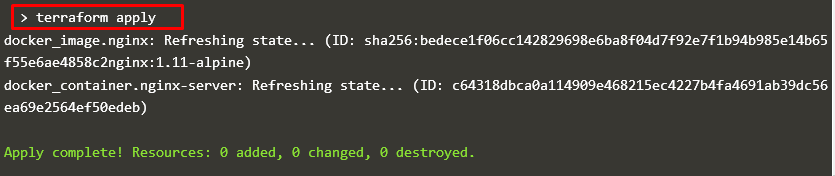 > terraform apply
docker_image.nginx: Refreshing state... (ID: sha256:bedece1f06cc142829698e6ba8f04d7f92e7f1b94b985e14b65
f55e6ae4858c2nginx:1.11-alpine)
docker_container.nginx-server: Refreshing state... (ID: c64318dbca0a114909e468215ec4227b4fa4691ab39dc56
ea69e2564ef50edeb)
Apply complete! Resources: 0 added, 0 changed, 0 destroyed.